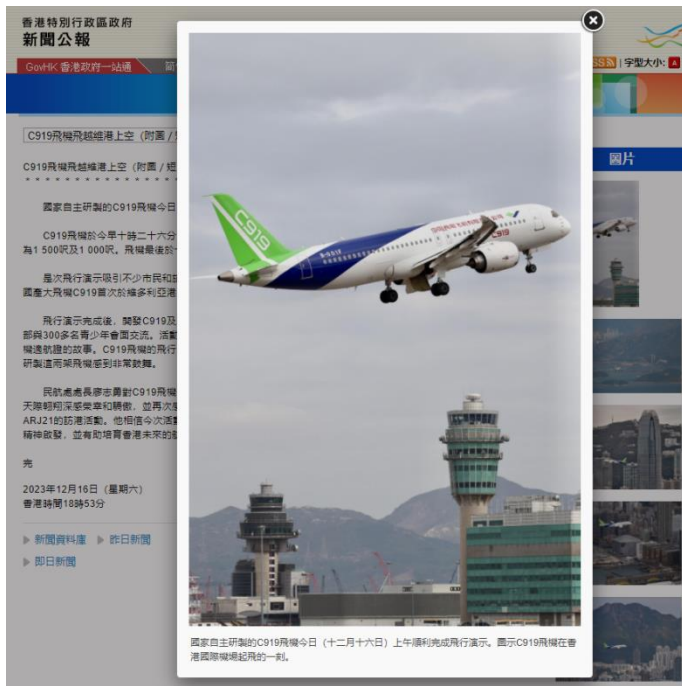 香港特別行政區政府
新聞公報
GovHK 香港政府一站通
字型大小:
C919飛機飛越維港上空（附圖 / 短
C919飛機飛越維港上空（附圖 / 短
國家自主研製的C919飛機今日
C919飛機於今早十時二十六分
為1 500呎及1 000呎。飛機最後於
是次飛行演示吸引不少市民和
國產大飛機C919首次於維多利亞港
飛行演示完成後，開發C919及
部與300多名青少年會面交流。活動
機適航證的故事。C919飛機的飛行
研製這兩架飛機感到非常鼓舞。
民航處處長廖志勇對C919飛機
天際翱翔深感榮幸和驕傲，並再次
ARJ21的訪港活動。他相信今次活動
精神啟發，並有助培育香港未來的
完
2023年12月16日（星期六）
香港時間18時53分
新聞資料庫
昨日新聞
即日新聞
圖片
C919
C919
國家自主研製的C919飛機今日（十二月十六日）上午順利完成飛行演示。圖示C919飛機在香
港國際機場起飛的一刻。